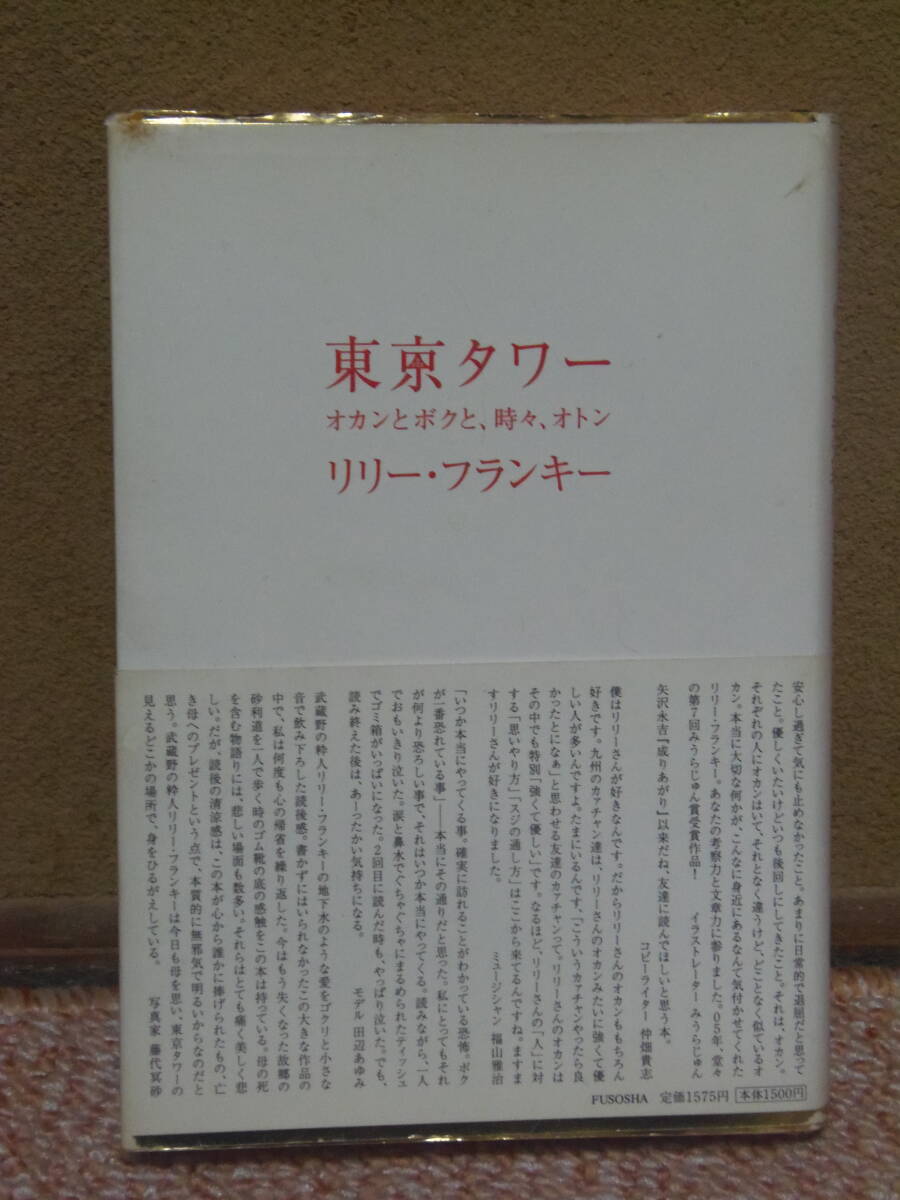 東京タワー
オカンとボクと、時々、オトン
リリー・フランキー
安心し過ぎて気にも止めなかったこと。あまりに日常的で退屈だと思って
たこと。優しくいたいけどいつも後回しにしてきたこと。それは、オカン。
それぞれの人にオカンはいて、それとなく違うけど、どことなく似ているオ
カン。本当に大切な何かが、こんなに身近にあるなんて気付かせてくれた
リリー・フランキー。あなたの考察力と文章力に参りました。05年、堂々
の第7回みうらじゅん賞受賞作品！　イラストレーター みうらじゅん
矢沢永吉『成りあがり』以来だね、友達に読んでほしいと思う本。
コピーライター 仲畑貴志
僕はリリーさんが好きなんです。だからリリーさんのオカンももちろん
好きです。九州のカァチャン達は、リリーさんのオカンみたいに強くて優
しい人が多いんですよ。たまにいるんです、「こういうカァチャンやったら良
かったとになぁ」と思わせる友達のカァチャンって。リリーさんのオカンは
その中でも特別「強くて優しい」です。なるほど、リリーさんの「人」に対
する「思いやり方」「スジの通し方」はここから来てるんですね。ますま
すリリーさんが好きになりました。　ミュージシャン 福山雅治
「いつか本当にやってくる事。確実に訪れることがわかっている恐怖。ボク
が一番恐れている事」――本当にその通りだと思った。私にとってもそれ
が何より恐ろしい事で、それはいつか本当にやってくる。読みながら、一人
でおもいきり泣いた。涙と鼻水でぐちゃぐちゃにまるめられたティッシュ
でゴミ箱がいっぱいになった。2回目に読んだ時も、やっぱり泣いた。でも、
読み終えた後は、あーったかい気持ちになる。　モデル 田辺あゆみ
武蔵野の粋人リリー・フランキーの地下水のような愛をゴクリと小さな
音で飲み下ろした読後感。書かずにはいられなかったこの大きな作品の
中で、私は何度も心の帰省を繰り返した。今はもう失くなった故郷の
砂利道を一人で歩く時のゴム靴の底の感触をこの本は持っている。母の死
を含む物語りには、悲しい場面も数多い。それらはとても痛く美しく悲
しい。だが、読後の清涼感は、この本が心から誰かに捧げられたもの、亡
き母へのプレゼントという点で、本質的に無邪気で明るいからなのだと
思う。武蔵野の粋人リリー・フランキーは今日も母を思い、東京タワーの
見えるどこかの場所で、身をひるがえしている。　写真家 藤代冥砂
FUSOSHA 定価1575円 本体1500円